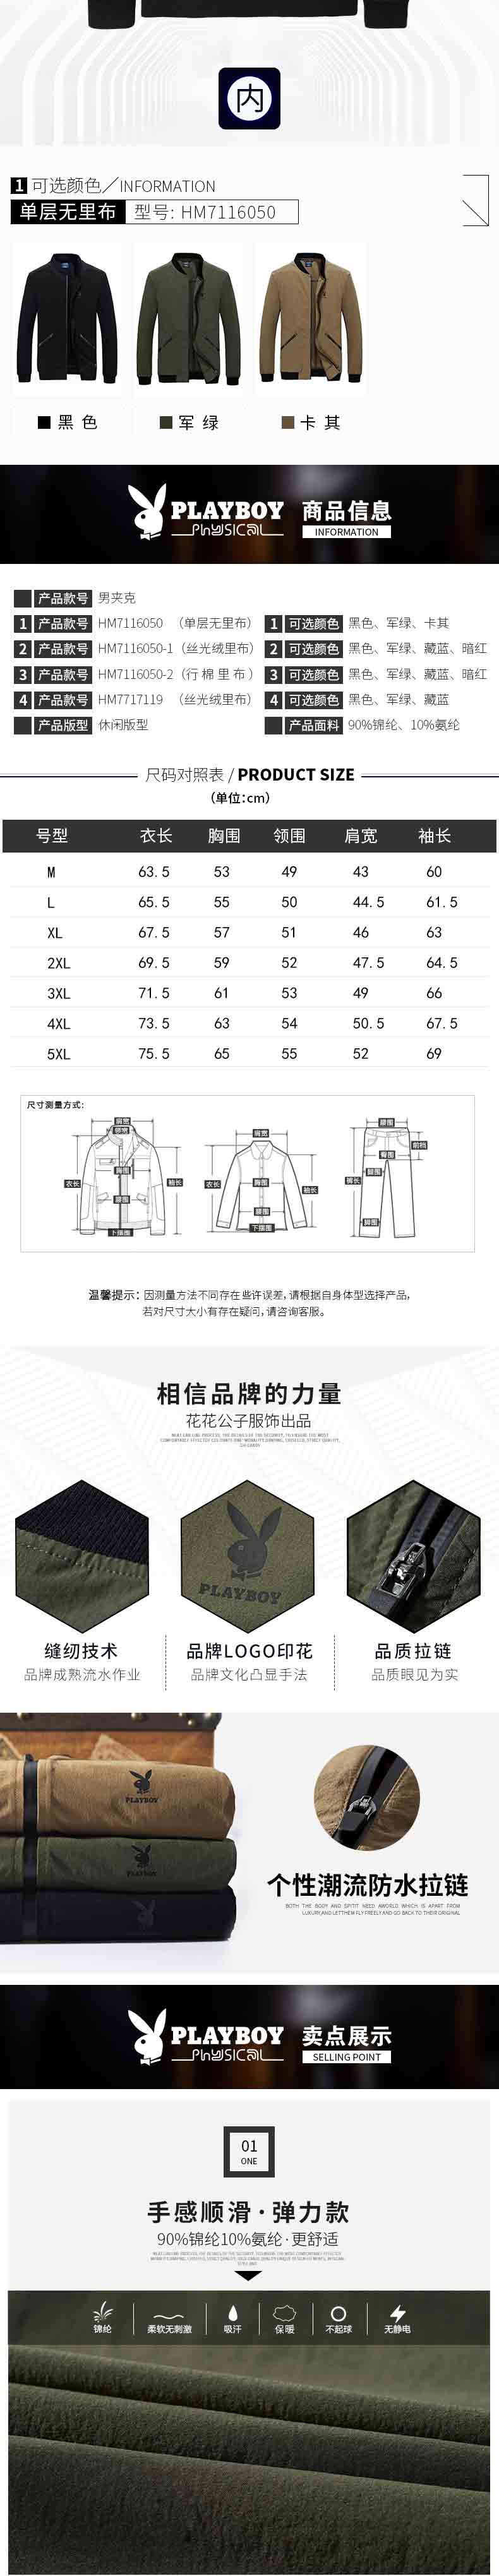 内
1 可选颜色／INFORMATION
单层无里布 型号: HM7116050
黑 色 军 绿 卡 其
PLAYBOY 商品信息
PhYSICAL INFORMATION
产品款号 男夹克
1 产品款号 HM7116050 （单层无里布） 1 可选颜色 黑色、军绿、卡其
2 产品款号 HM7116050-1（丝光绒里布） 2 可选颜色 黑色、军绿、藏蓝、暗红
3 产品款号 HM7116050-2（行 棉 里 布 ） 3 可选颜色 黑色、军绿、藏蓝、暗红
4 产品款号 HM7717119 （丝光绒里布） 4 可选颜色 黑色、军绿、藏蓝
产品版型 休闲版型 产品面料 90%锦纶、10%氨纶
尺码对照表 / PRODUCT SIZE
（单位:cm）
号型 衣长 胸围 领围 肩宽 袖长
M 63.5 53 49 43 60
L 65.5 55 50 44.5 61.5
XL 67.5 57 51 46 63
2XL 69.5 59 52 47.5 64.5
3XL 71.5 61 53 49 66
4XL 73.5 63 54 50.5 67.5
5XL 75.5 65 55 52 69
尺寸测量方式:
肩宽 领宽 胸围 衣长 袖长 腰围 下摆围
肩宽 衣长 胸围 袖长 腰围 下摆围
腰围 前裆 臀围 腿围 裤长 脚围
温馨提示: 因测量方法不同存在些许误差,请根据自身体型选择产品,
若对尺寸大小有存在疑问,请咨询客服。
相信品牌的力量
花花公子服饰出品
PLAYBOY
缝纫技术 品牌LOGO印花 品质拉链
品牌成熟流水作业 品牌文化凸显手法 品质眼见为实
PLAYBOY
PLAYBOY
个性潮流防水拉链
BOTH THE BODY AND SPITIT NEED AWORLD WHICH IS APART FROM
LUXURY,AND LETTHEM FLY FREELY AND GO BACK TO THEIR ORIGINAL
PLAYBOY 卖点展示
PhYSICAL SELLING POINT
01
ONE
手感顺滑·弹力款
90%锦纶10%氨纶·更舒适
锦纶 柔软无刺激 吸汗 保暖 不起球 无静电